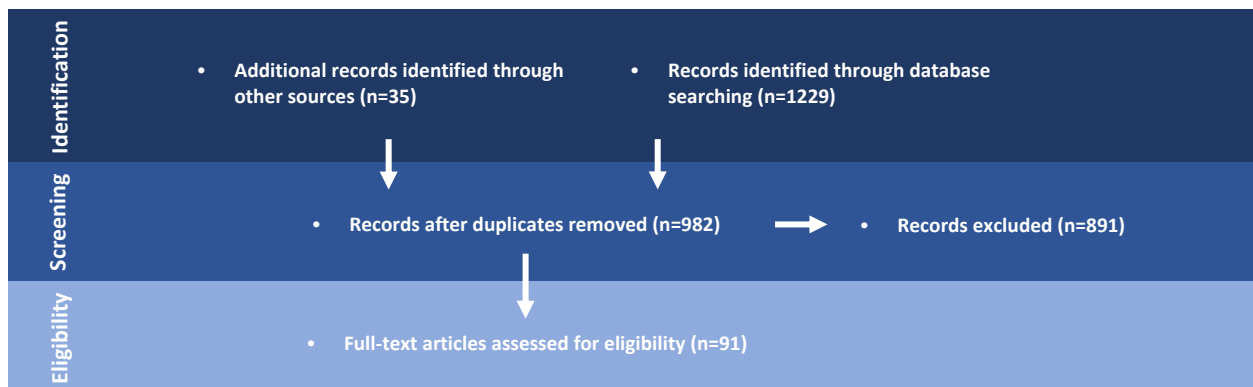 Identification
• Additional records identified through
other sources (n=35)
• Records identified through database
searching (n=1229)
Screening
• Records after duplicates removed (n=982)
• Records excluded (n=891)
Eligibility
• Full-text articles assessed for eligibility (n=91)